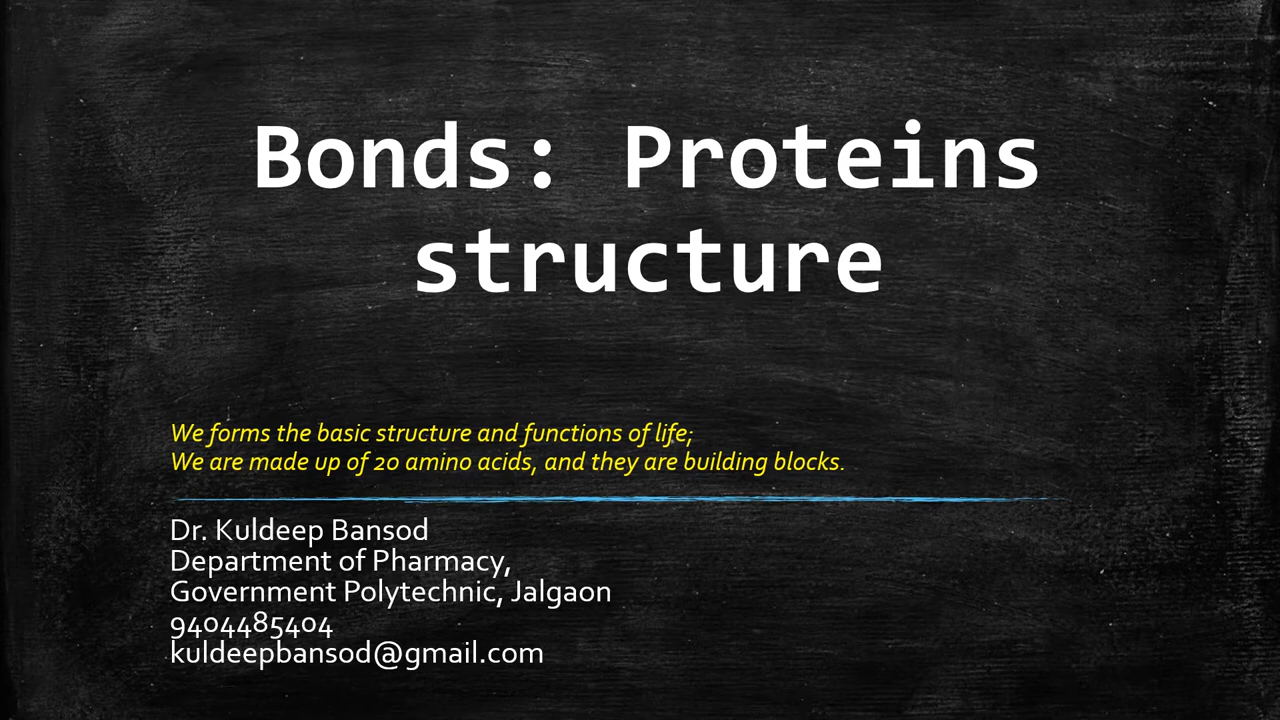 Bonds: Proteins
structure
We forms the basic structure and functions of life;
We are made up of 20 amino acids, and they are building blocks.
Dr. Kuldeep Bansod
Department of Pharmacy,
Government Polytechnic, Jalgaon
9404485404
kuldeepbansod@gmail.com